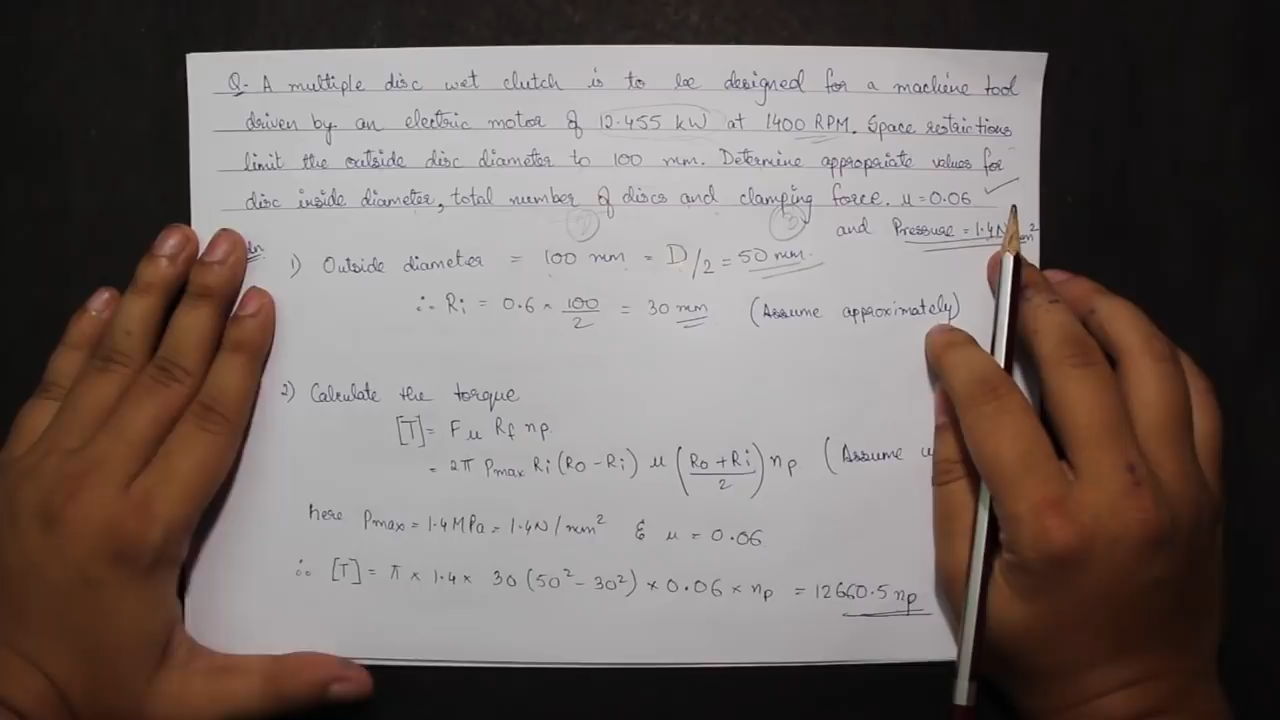 Q. A multiple disc wet clutch is to be designed for a machine tool
driven by an electric motor of 12.455 kW at 1400 RPM. Space restrictions
limit the outside disc diameter to 100 mm. Determine appropriate values for
disc inside diameter, total number of discs and clamping force. μ = 0.06
and Pressure = 1.4 N mm²
1) Outside diameter = 100 mm = D/2 = 50 mm.
∴ Ri = 0.6 × 100/2 = 30 mm (Assume approximately)
2) Calculate the torque
[T] = Fμ Rf np
= 2π Pmax Ri (Ro - Ri) μ (Ro + Ri / 2) np (Assume
here Pmax = 1.4 MPa = 1.4 N/mm² & μ = 0.06
∴ [T] = π × 1.4 × 30 (50² - 30²) × 0.06 × np = 12660.5 np